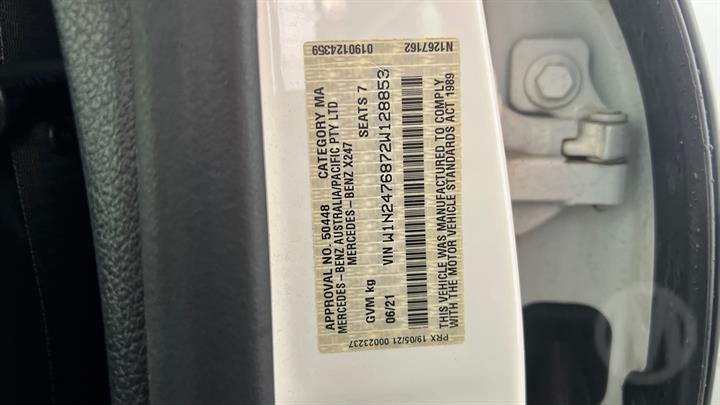 0190124359 N1267162
APPROVAL NO. 50448 CATEGORY MA
MERCEDES-BENZ AUSTRALIA/PACIFIC PTY LTD
MERCEDES-BENZ X247
GVM kg SEATS 7
06/21 VIN W1N2476872W128853
THIS VEHICLE WAS MANUFACTURED TO COMPLY
WITH THE MOTOR VEHICLE STANDARDS ACT 1989
PRX 19/05/21 00023237